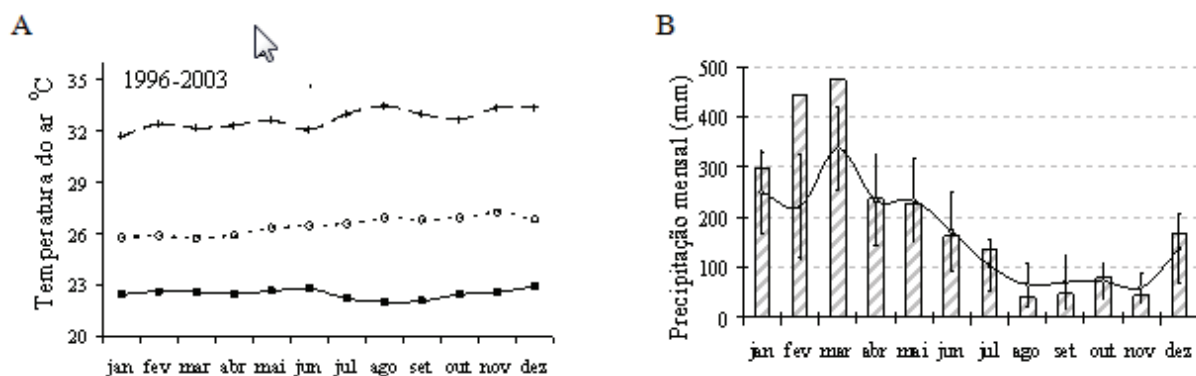 A
Temperatura do ar °C
1996-2003
35
32
29
26
23
20
jan fev mar abr mai jun jul ago set out nov dez
B
Precipitação mensal (mm)
500
400
300
200
100
0
jan fev mar abr mai jun jul ago set out nov dez